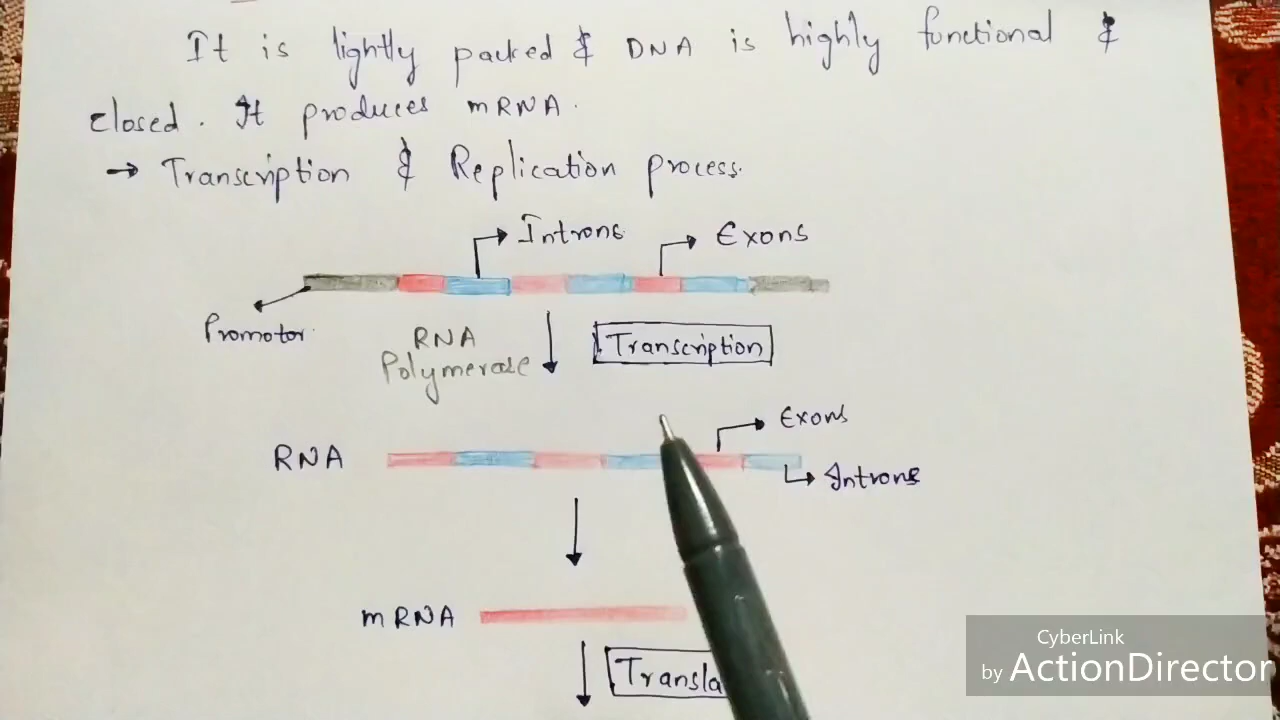 It is lightly packed & DNA is highly functional &
closed. It produces mRNA.
→ Transcription & Replication process.
Introns
Exons
Promotor
RNA
Polymerase
Transcription
RNA
Exons
Introns
mRNA
Transla
CyberLink
by ActionDirector